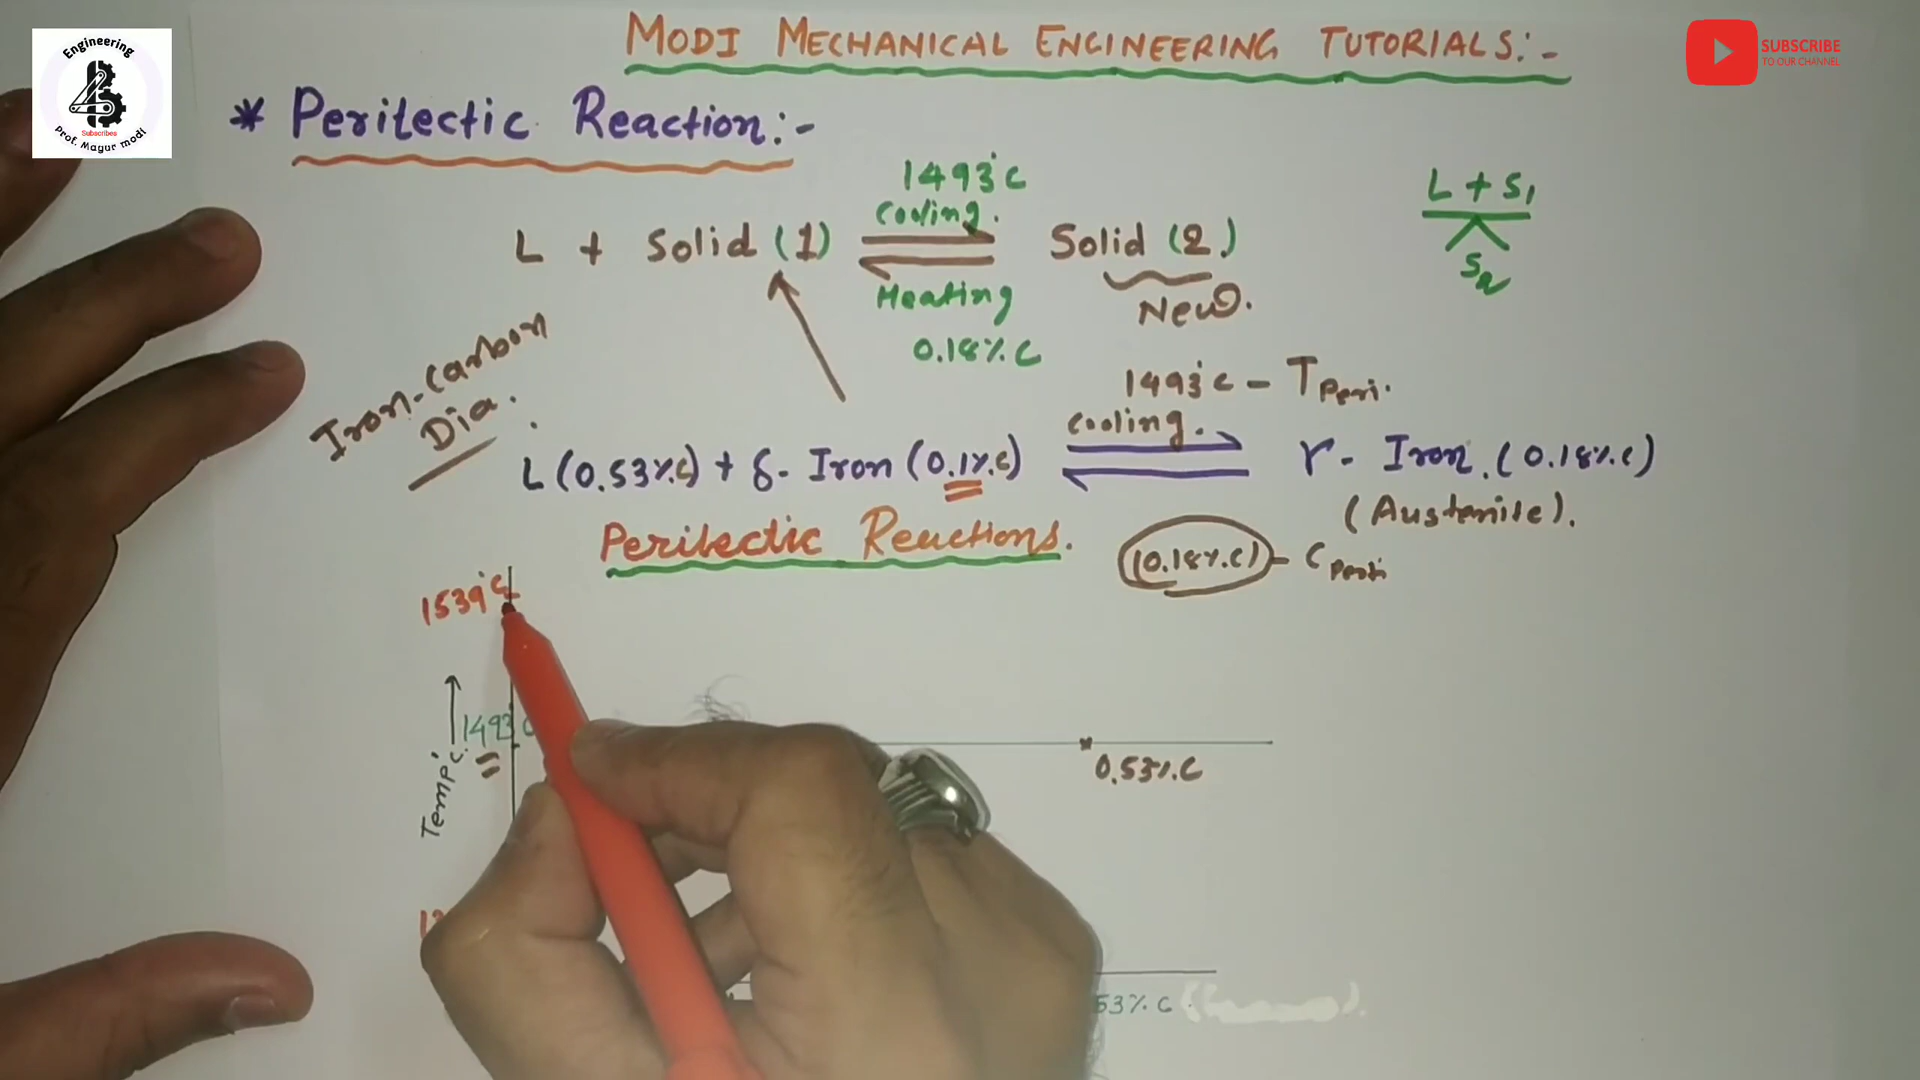 MODI MECHANICAL ENGINEERING TUTORIALS:-
SUBSCRIBE
TO OUR CHANNEL
Engineering
Subscribes
Prof. Mayur modi
* Peritectic Reaction:-
1493°C
Cooling.
L + Solid (1) Solid (2)
Heating
0.18%C
New.
L + S1
S2
Iron-Carbon
Dia.
1493°C - TPeri.
Cooling.
L (0.53%C) + δ- Iron (0.1%C) γ- Iron. (0.18%C)
(Austenite).
Peritectic Reactions.
(0.18%C) - CPeri
1539°C
1493°C
Temp°C
0.53%C
53%C